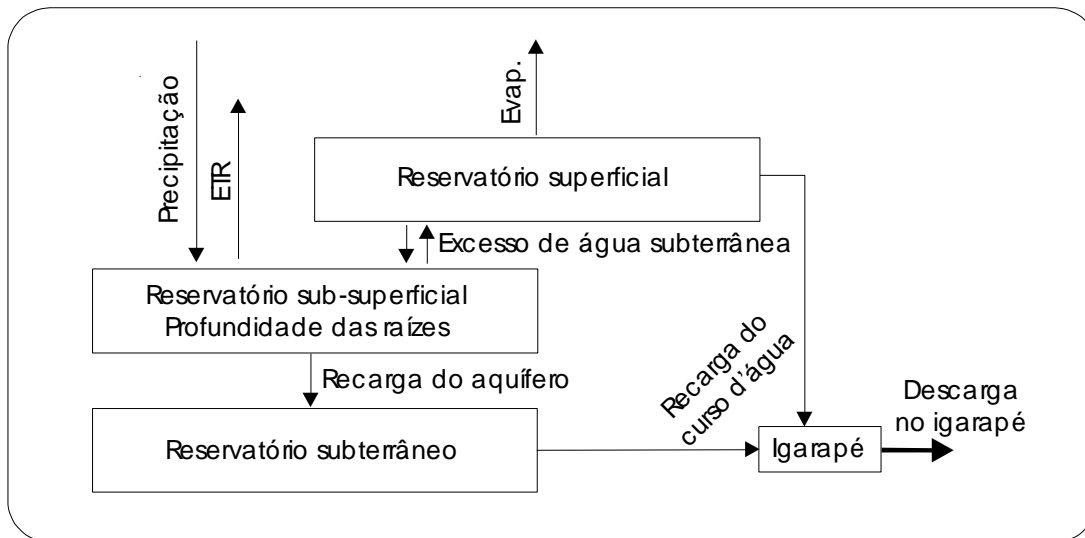 Precipitação
ETR
Evap.
Reservatório superficial
Excesso de água subterrânea
Reservatório sub-superficial
Profundidade das raízes
Recarga do aquífero
Reservatório subterrâneo
Recarga do
curso d'água
Igarapé
Descarga
no igarapé